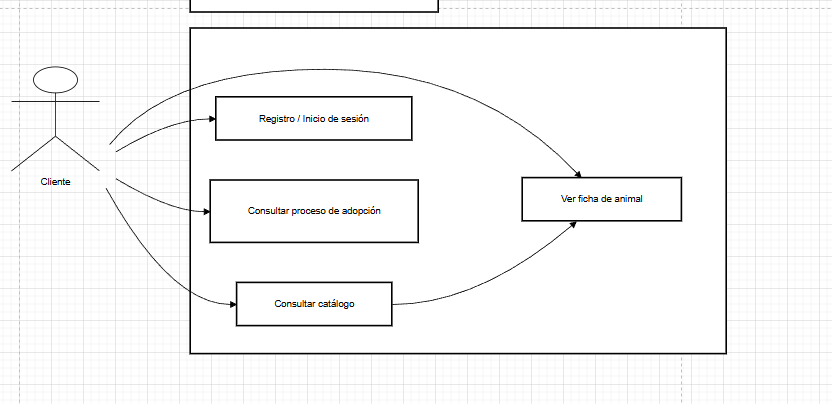 Registro / Inicio de sesión
Cliente
Consultar proceso de adopción
Ver ficha de animal
Consultar catálogo